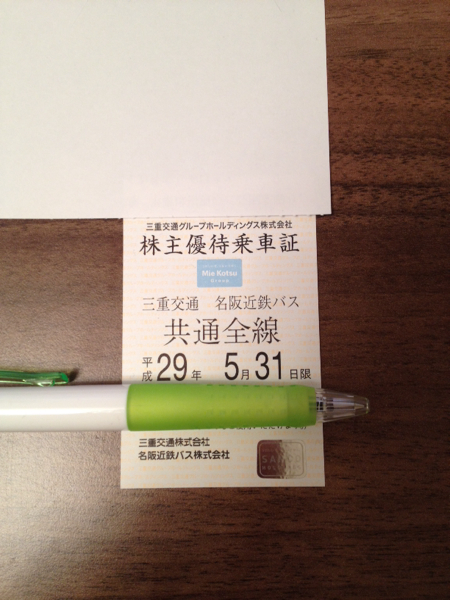 三重交通グループホールディングス株式会社
株主優待乗車証
Mie Kotsu
三重交通 名阪近鉄バス
共通全線
平成29年 5月31日限
三重交通株式会社
名阪近鉄バス株式会社